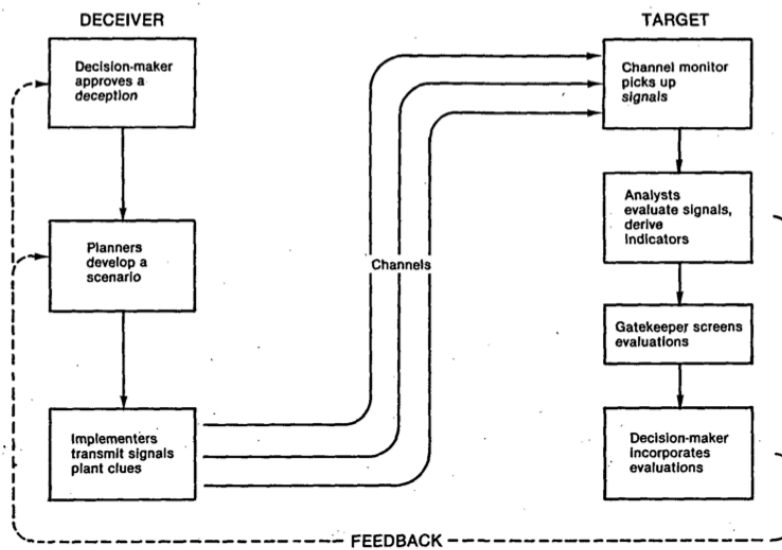 DECEIVER
Decision-maker
approves a
deception
Planners
develop a
scenario
Implementers
transmit signals
plant clues
Channels
TARGET
Channel monitor
picks up
signals
Analysts
evaluate signals,
derive
indicators
Gatekeeper screens
evaluations
Decision-maker
incorporates
evaluations
FEEDBACK